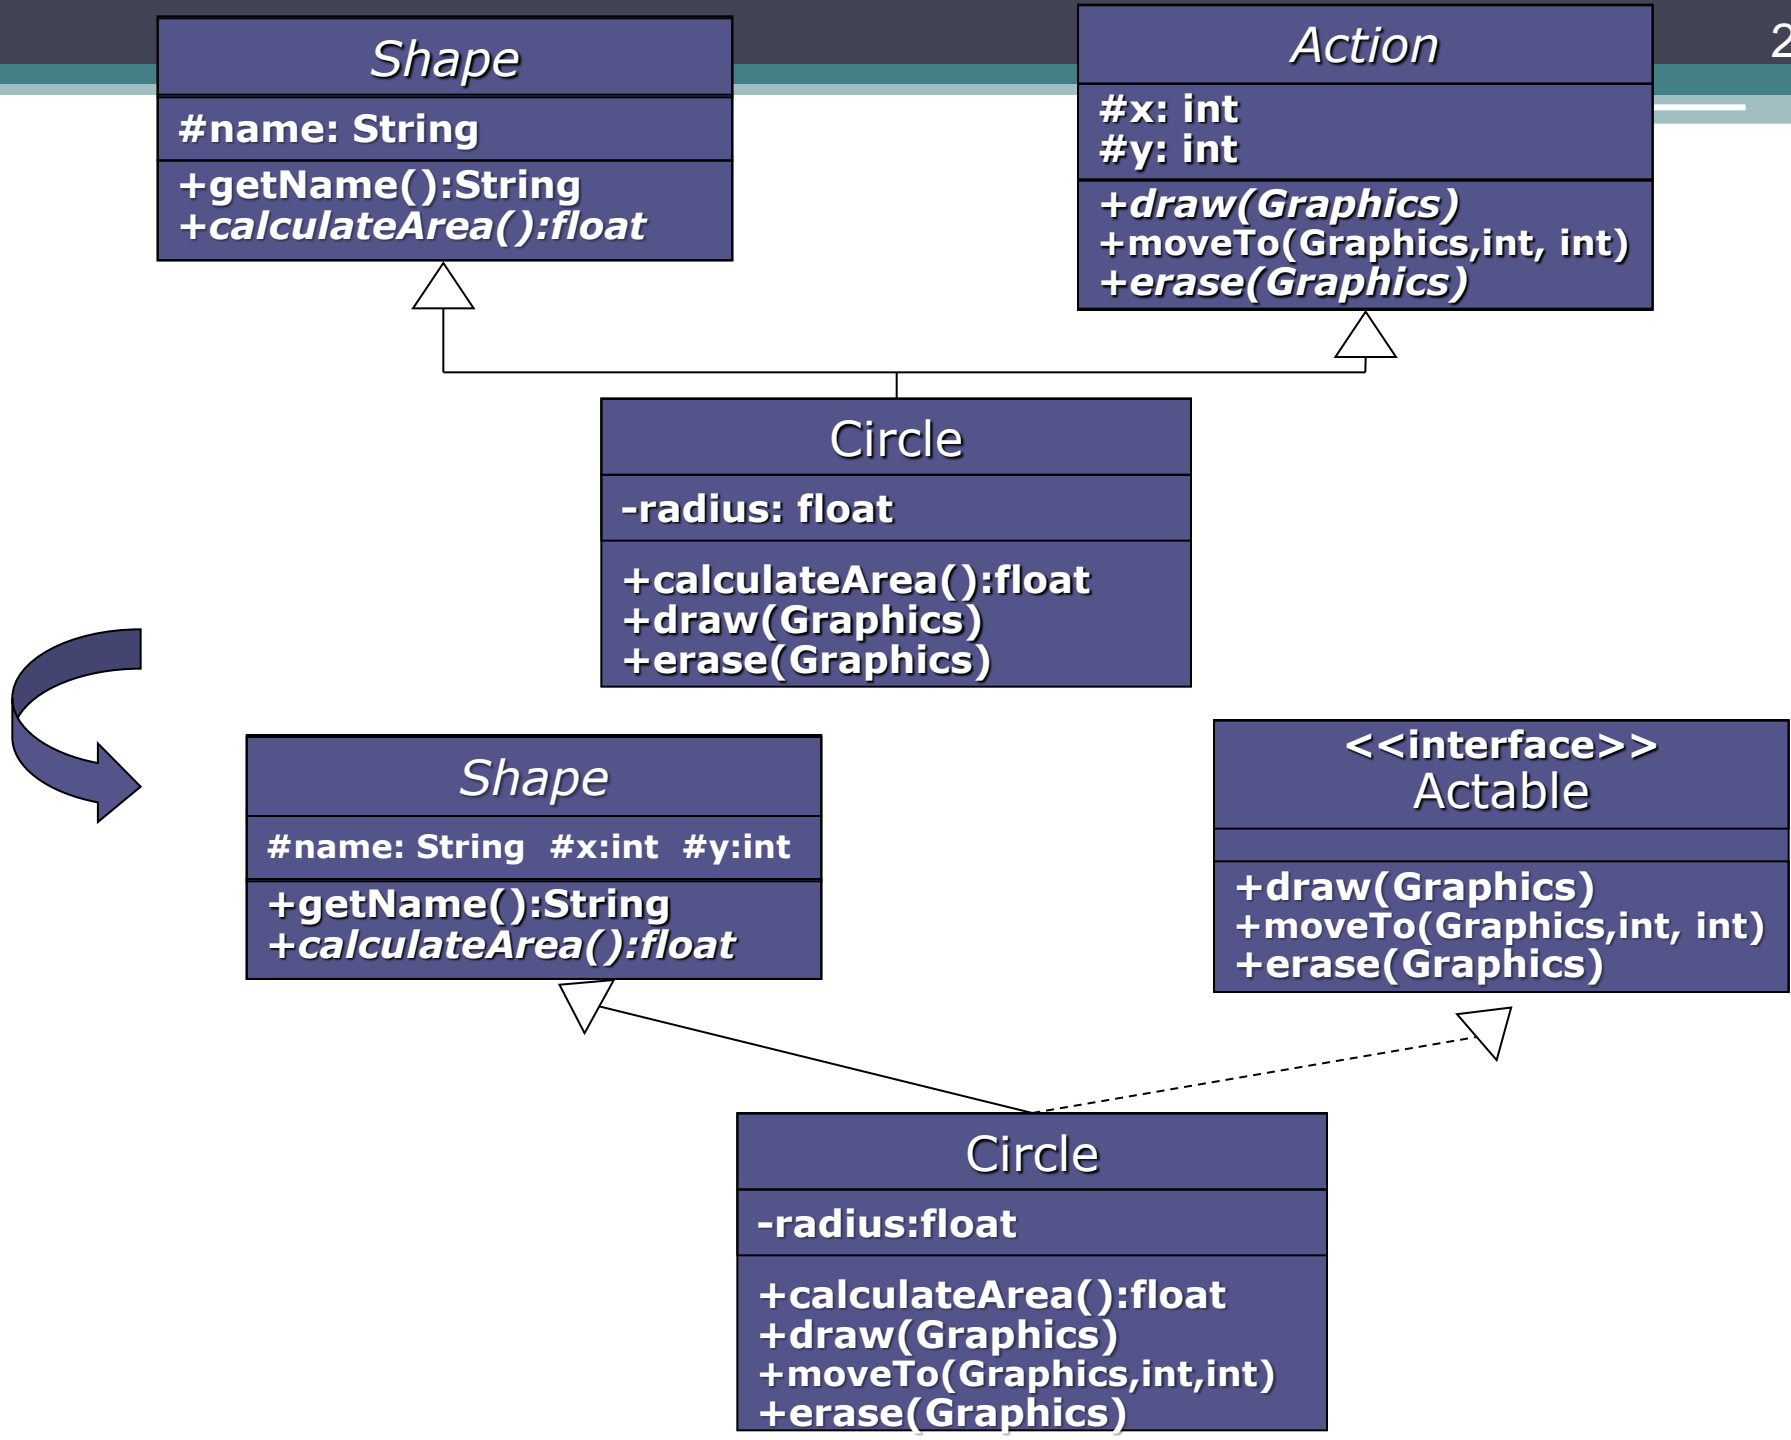 Shape
#name: String
+getName():String
+calculateArea():float
Action
#x: int
#y: int
+draw(Graphics)
+moveTo(Graphics,int, int)
+erase(Graphics)
2
Circle
-radius: float
+calculateArea():float
+draw(Graphics)
+erase(Graphics)
Shape
#name: String #x:int #y:int
+getName():String
+calculateArea():float
<<interface>>
Actable
+draw(Graphics)
+moveTo(Graphics,int, int)
+erase(Graphics)
Circle
-radius:float
+calculateArea():float
+draw(Graphics)
+moveTo(Graphics,int,int)
+erase(Graphics)